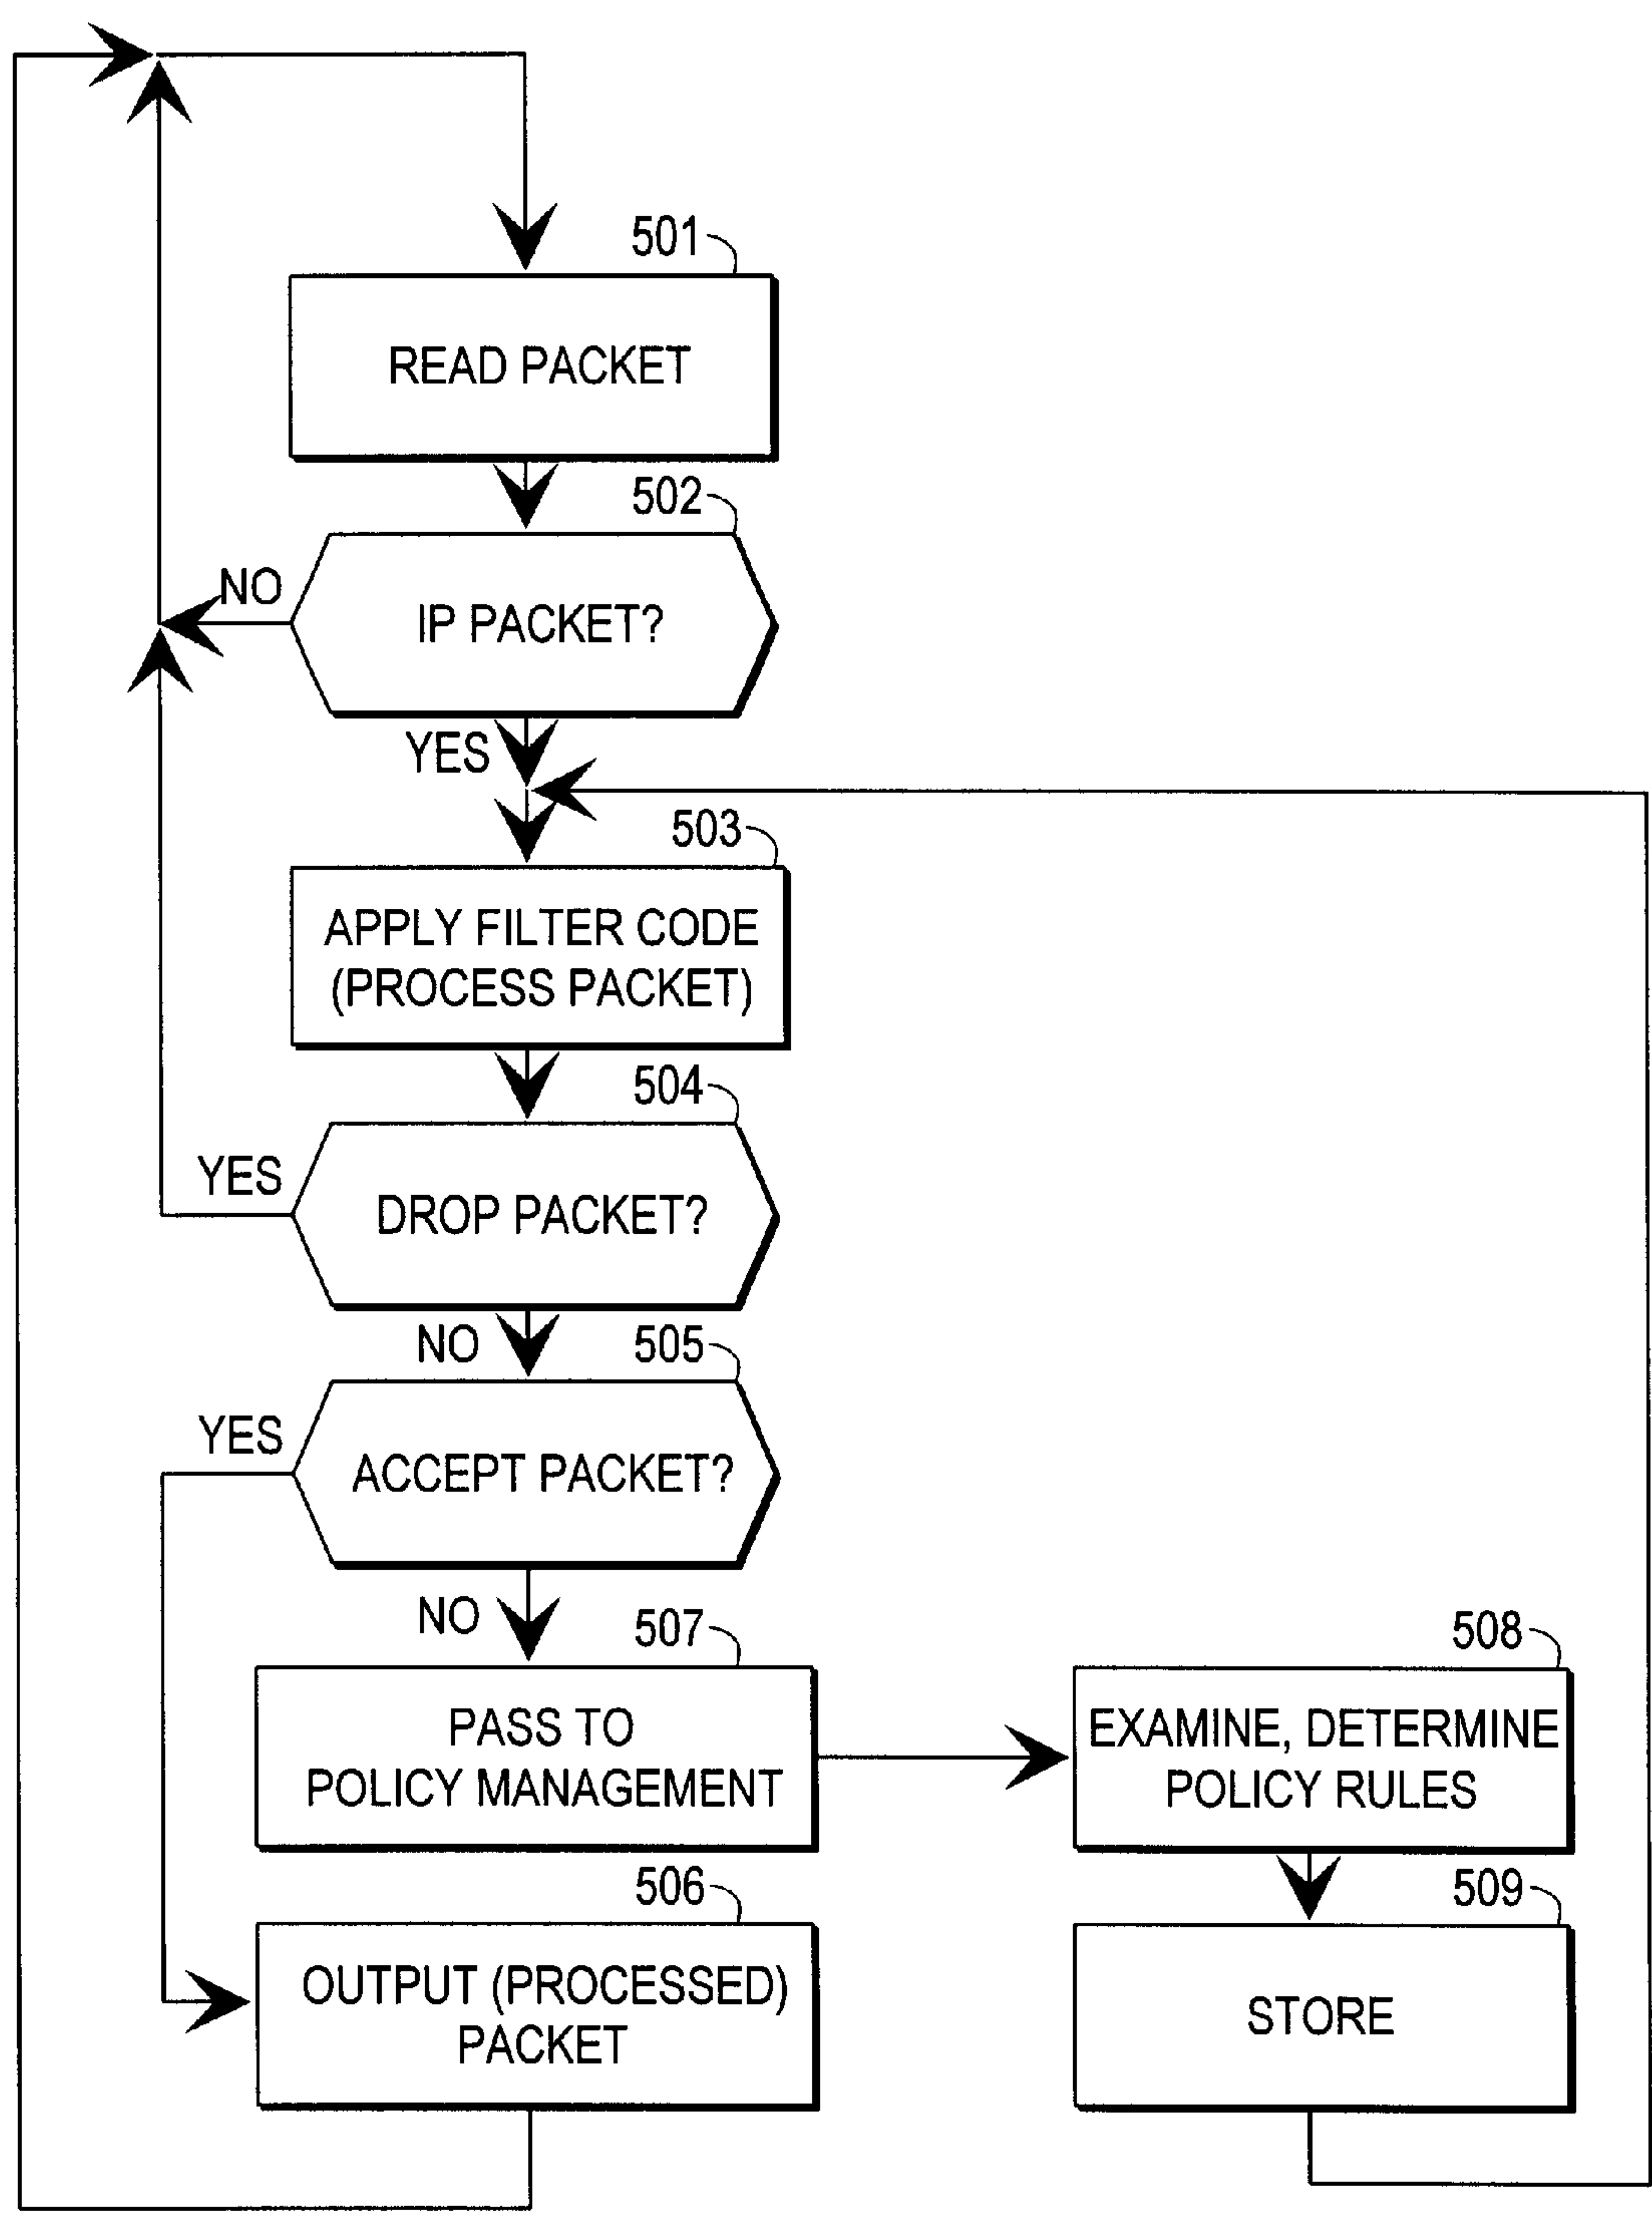 501
READ PACKET
502
NO
IP PACKET?
YES
503
APPLY FILTER CODE
(PROCESS PACKET)
504
YES
DROP PACKET?
NO
505
YES
ACCEPT PACKET?
NO
507
PASS TO
POLICY MANAGEMENT
508
EXAMINE, DETERMINE
POLICY RULES
506
OUTPUT (PROCESSED)
PACKET
509
STORE